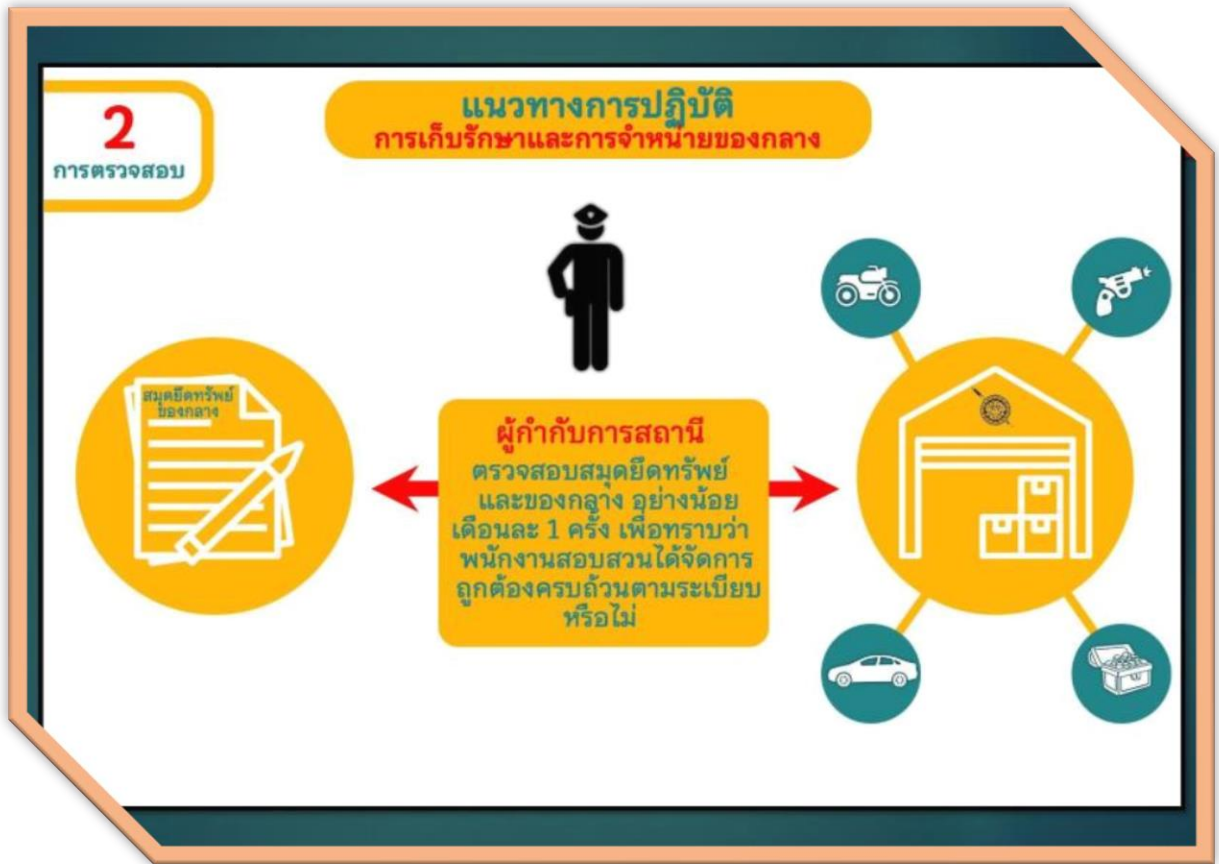 2
การตรวจสอบ
แนวทางการปฏิบัติ
การเก็บรักษาและการจำหน่ายของกลาง
สมุดยึดทรัพย์
ของกลาง
ผู้กำกับการสถานี
ตรวจสอบสมุดยึดทรัพย์
และของกลาง อย่างน้อย
เดือนละ 1 ครั้ง เพื่อทราบว่า
พนักงานสอบสวนได้จัดการ
ถูกต้องครบถ้วนตามระเบียบ
หรือไม่